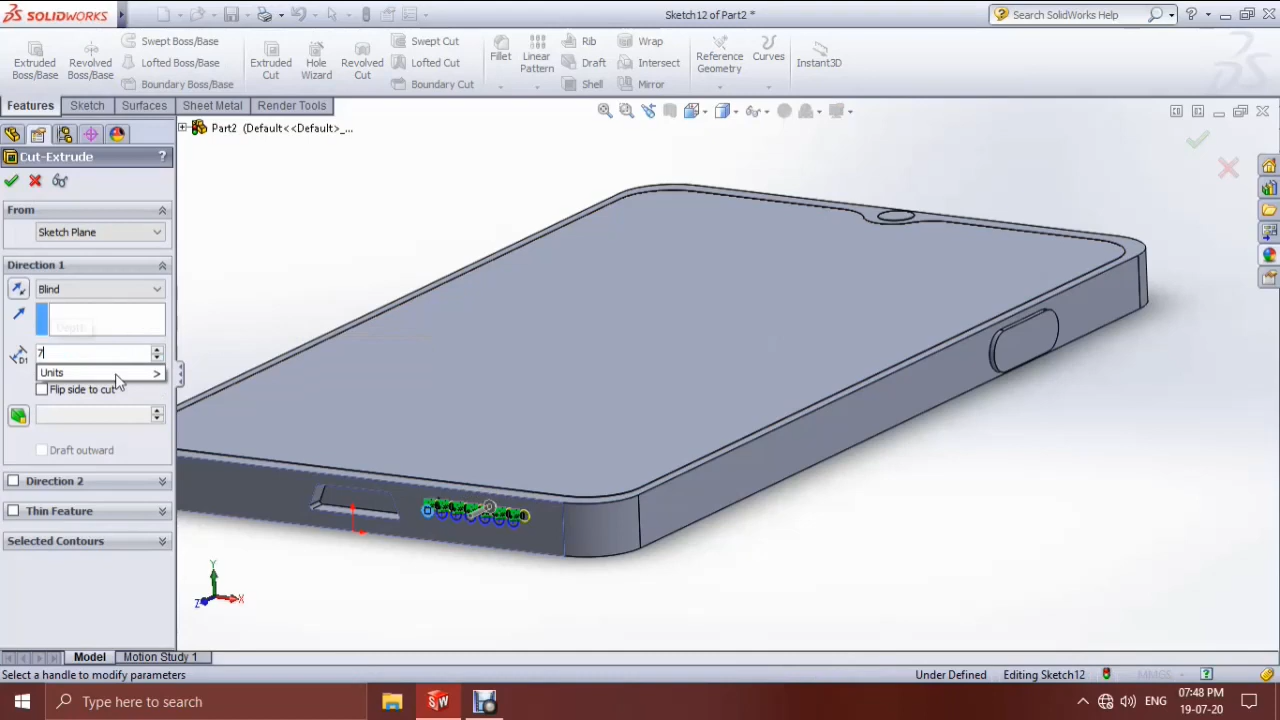 SOLIDWORKS
Sketch12 of Part2 *
Search SolidWorks Help
Extruded Boss/Base
Revolved Boss/Base
Swept Boss/Base
Lofted Boss/Base
Boundary Boss/Base
Extruded Cut
Hole Wizard
Revolved Cut
Swept Cut
Lofted Cut
Boundary Cut
Fillet
Linear Pattern
Rib
Draft
Shell
Wrap
Intersect
Mirror
Reference Geometry
Curves
Instant3D
Features
Sketch
Surfaces
Sheet Metal
Render Tools
Part2 (Default<<Default>_...
Cut-Extrude
?
From
Sketch Plane
Direction 1
Blind
Depth
D1
7
Units >
Flip side to cut
Draft outward
Direction 2
Thin Feature
Selected Contours
Y
Z
X
Model
Motion Study 1
Select a handle to modify parameters
Under Defined
Editing Sketch12
MMGS
?
Type here to search
SW
ENG
07:48 PM
19-07-20